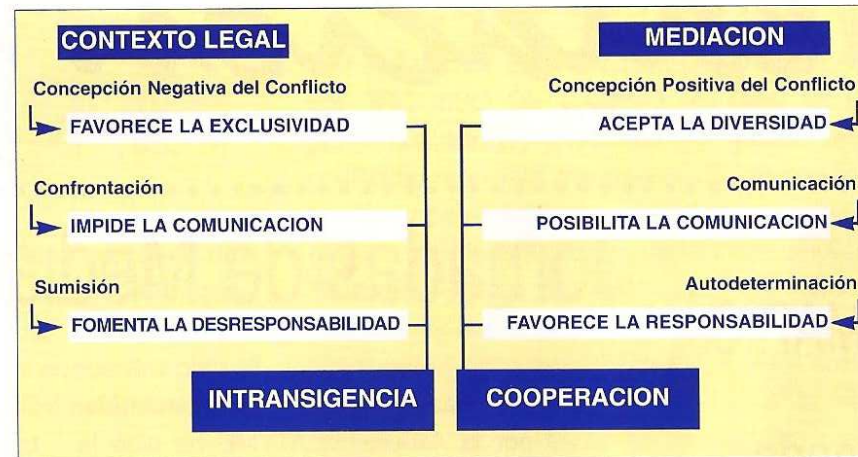 CONTEXTO LEGAL
Concepción Negativa del Conflicto
FAVORECE LA EXCLUSIVIDAD
Confrontación
IMPIDE LA COMUNICACION
Sumisión
FOMENTA LA DESRESPONSABILIDAD
INTRANSIGENCIA
MEDIACION
Concepción Positiva del Conflicto
ACEPTA LA DIVERSIDAD
Comunicación
POSIBILITA LA COMUNICACION
Autodeterminación
FAVORECE LA RESPONSABILIDAD
COOPERACION